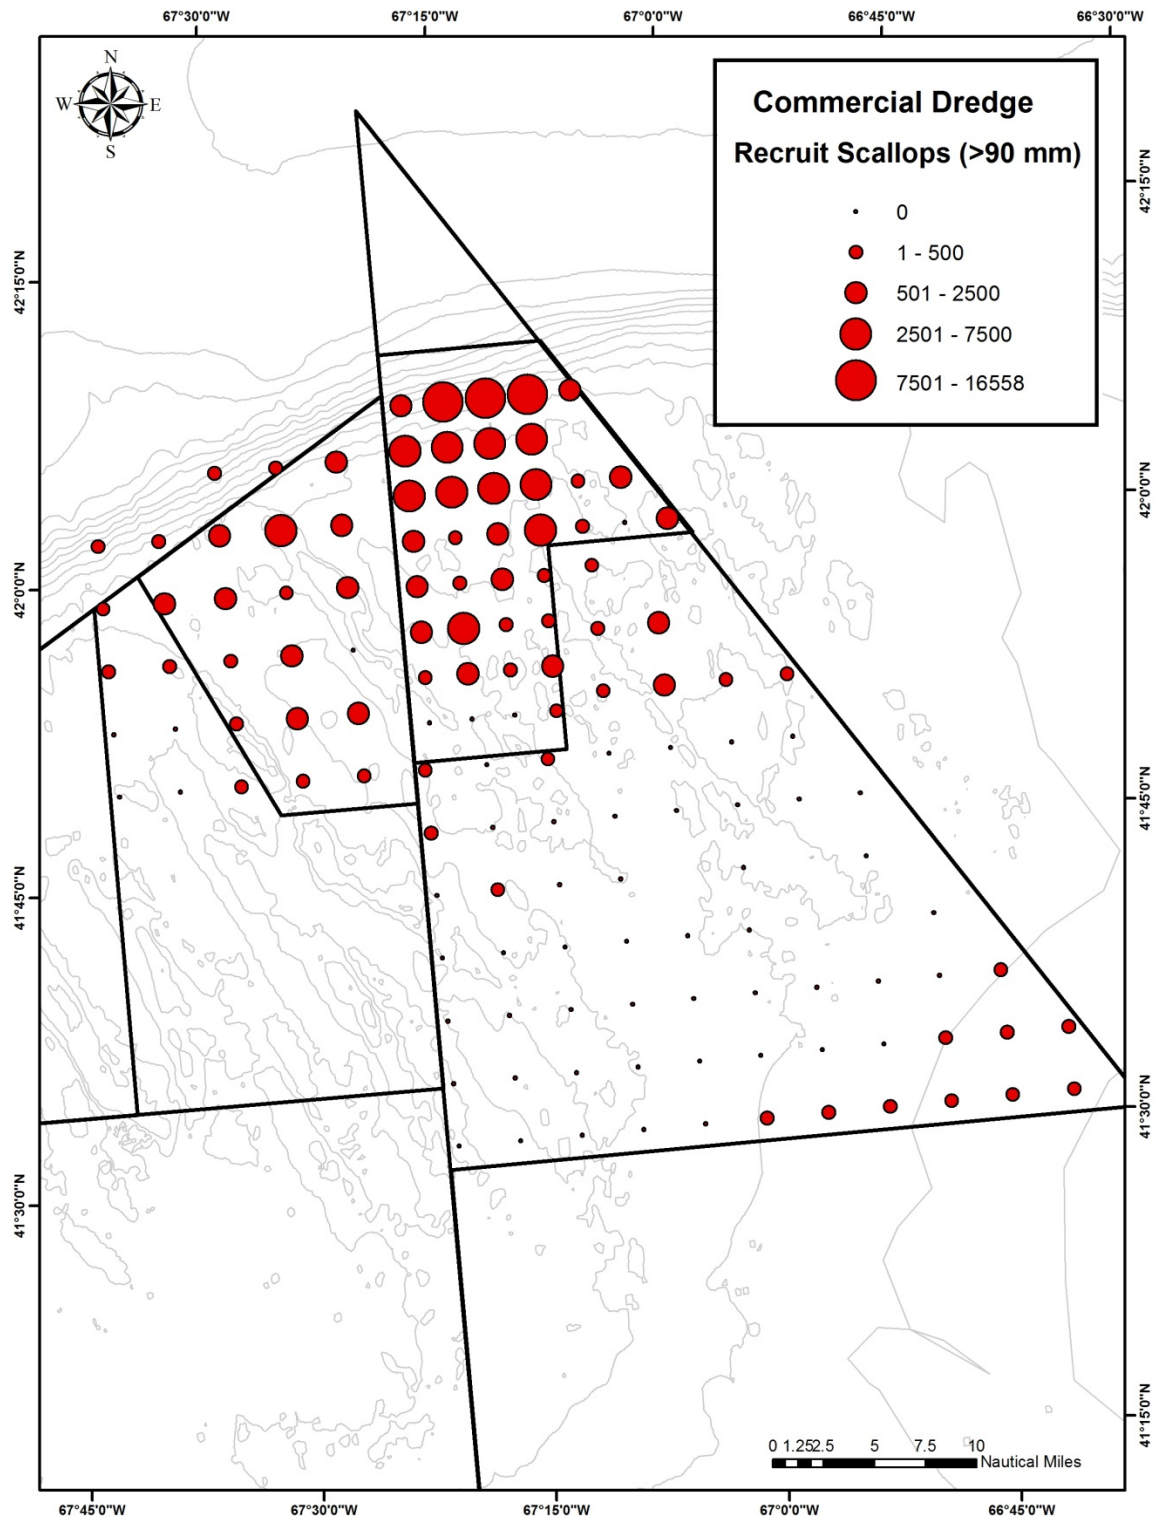 67°30'0"W 67°15'0"W 67°0'0"W 66°45'0"W 66°30'0"W
N
W E
S
Commercial Dredge
Recruit Scallops (>90 mm)
0
1 - 500
501 - 2500
2501 - 7500
7501 - 16558
42°15'0"N
42°15'0"N
42°0'0"N
42°0'0"N
41°45'0"N
41°45'0"N
41°30'0"N
41°30'0"N
41°15'0"N
0 1.252.5 5 7.5 10
Nautical Miles
67°45'0"W 67°30'0"W 67°15'0"W 67°0'0"W 66°45'0"W